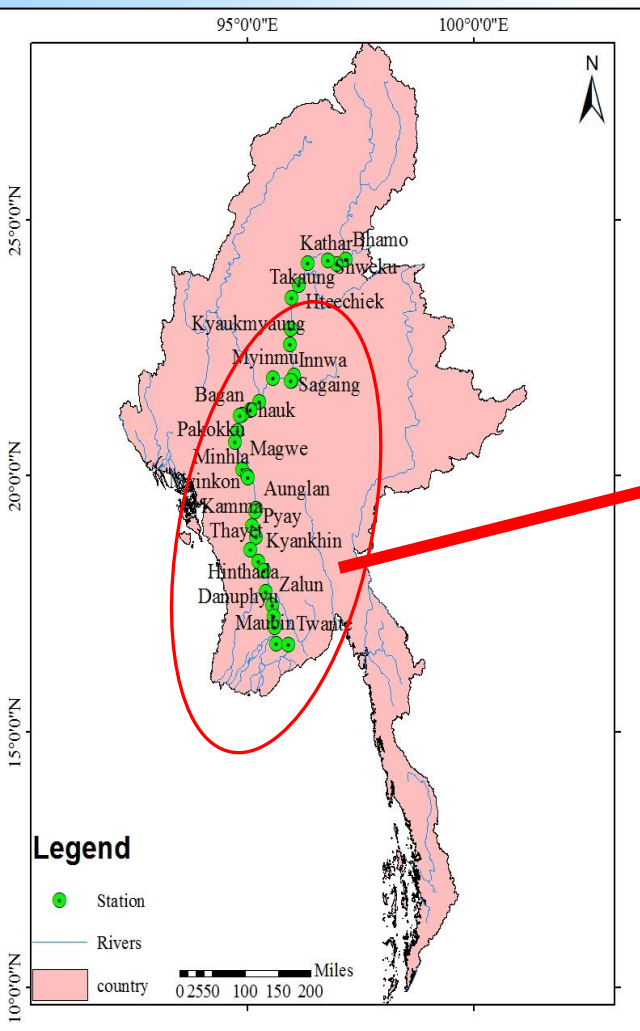 95°0'0"E 100°0'0"E
N
25°0'0"N
Kathar Bhamo
Shweku
Takaung
Hteechiek
Kyaukmyaung
Myinmu Innwa
Sagaing
Bagan
Chauk
Pakokku
Magwe
Minhla
20°0'0"N
inkon
Aunglan
Kamma
Pyay
Thayet
Kyankhin
Hinthada
Zalun
Danuphyu
Maubin Twante
15°0'0"N
Legend
Station
Rivers
country
Miles
0 25 50 100 150 200
10°0'0"N